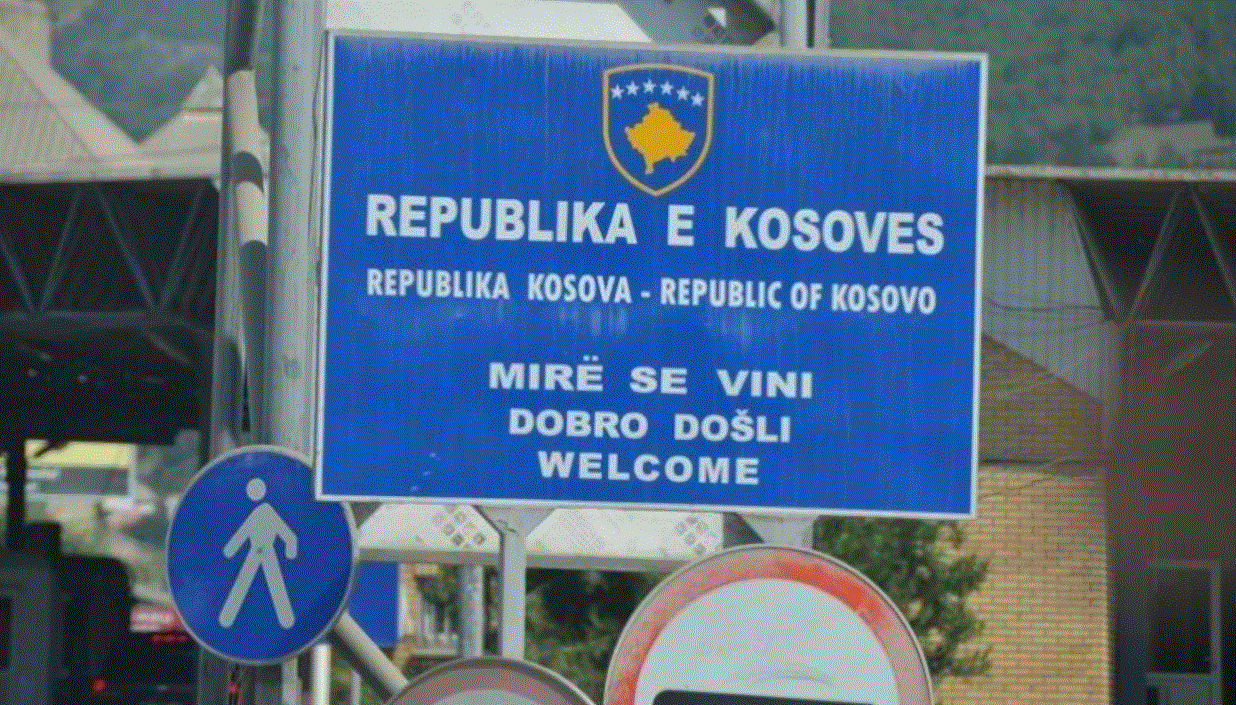 REPUBLIKA E KOSOVES
REPUBLIKA KOSOVA - REPUBLIC OF KOSOVO
MIRË SE VINI
DOBRO DOŠLI
WELCOME